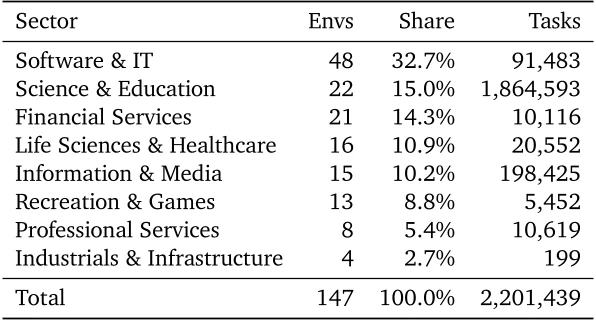 Sector Envs Share Tasks
Software & IT 48 32.7% 91,483
Science & Education 22 15.0% 1,864,593
Financial Services 21 14.3% 10,116
Life Sciences & Healthcare 16 10.9% 20,552
Information & Media 15 10.2% 198,425
Recreation & Games 13 8.8% 5,452
Professional Services 8 5.4% 10,619
Industrials & Infrastructure 4 2.7% 199
Total 147 100.0% 2,201,439